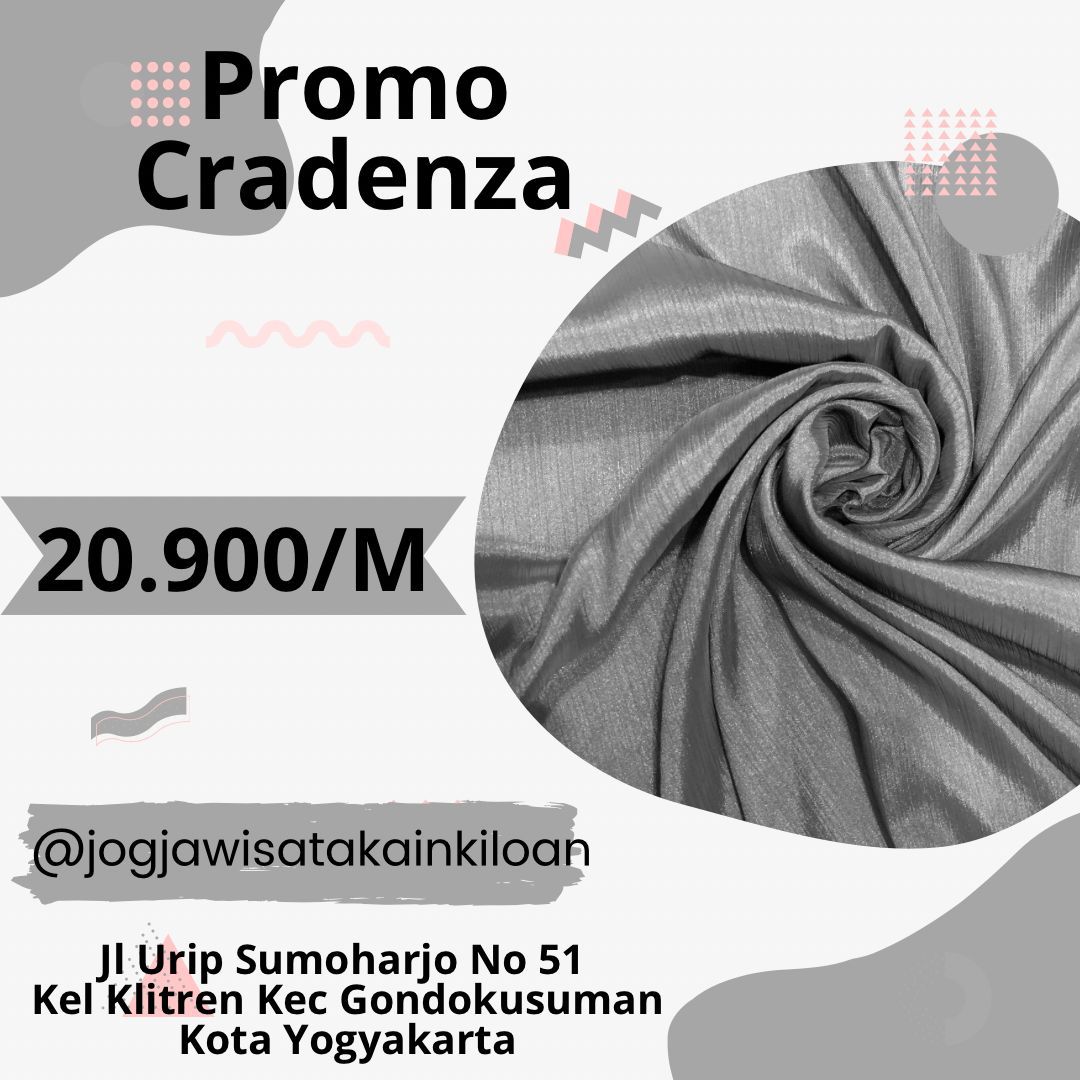 Promo
Cradenza
20.900/M
@jogjawisatakainkiloan
Jl Urip Sumoharjo No 51
Kel Klitren Kec Gondokusuman
Kota Yogyakarta